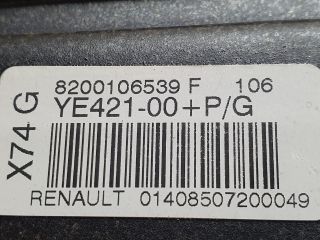 X74 G
8200106539 F 106
YE421-00+P/G
RENAULT 01408507200049